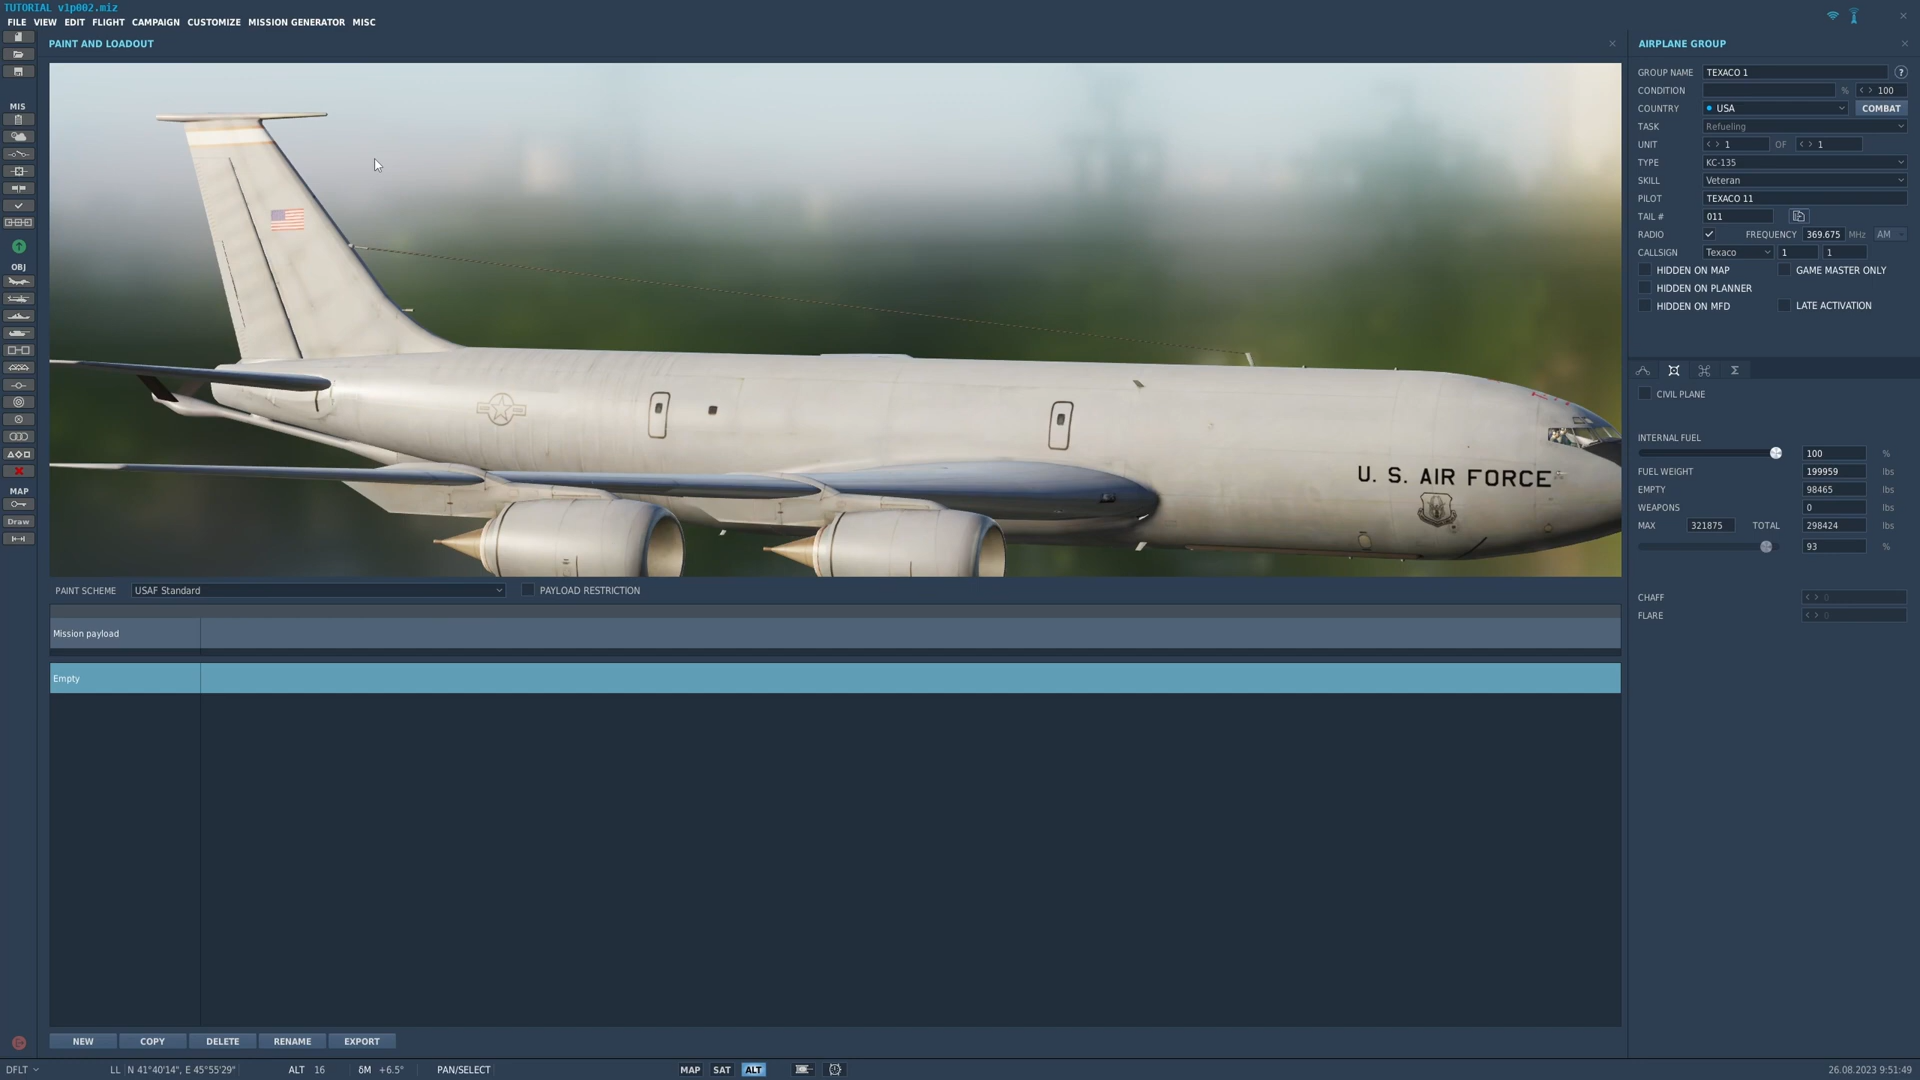 TUTORIAL v1p002.miz
FILE VIEW EDIT FLIGHT CAMPAIGN CUSTOMIZE MISSION GENERATOR MISC
PAINT AND LOADOUT
MIS
OBJ
MAP
Draw
U. S. AIR FORCE
PAINT SCHEME USAF Standard PAYLOAD RESTRICTION
Mission payload
Empty
NEW COPY DELETE RENAME EXPORT
AIRPLANE GROUP
GROUP NAME TEXACO 1 ?
CONDITION % < > 100
COUNTRY USA COMBAT
TASK Refueling
UNIT < > 1 OF < > 1
TYPE KC-135
SKILL Veteran
PILOT TEXACO 11
TAIL # 011
RADIO FREQUENCY 369.675 MHz AM
CALLSIGN Texaco 1 1
HIDDEN ON MAP GAME MASTER ONLY
HIDDEN ON PLANNER
HIDDEN ON MFD LATE ACTIVATION
CIVIL PLANE
INTERNAL FUEL
100 %
FUEL WEIGHT 199959 lbs
EMPTY 98465 lbs
WEAPONS 0 lbs
MAX 321875 TOTAL 298424 lbs
93 %
CHAFF < > 0
FLARE < > 0
DFLT LL N 41°40'14", E 45°55'29" ALT 16 δM +6.5° PAN/SELECT MAP SAT ALT 26.08.2023 9:51:49